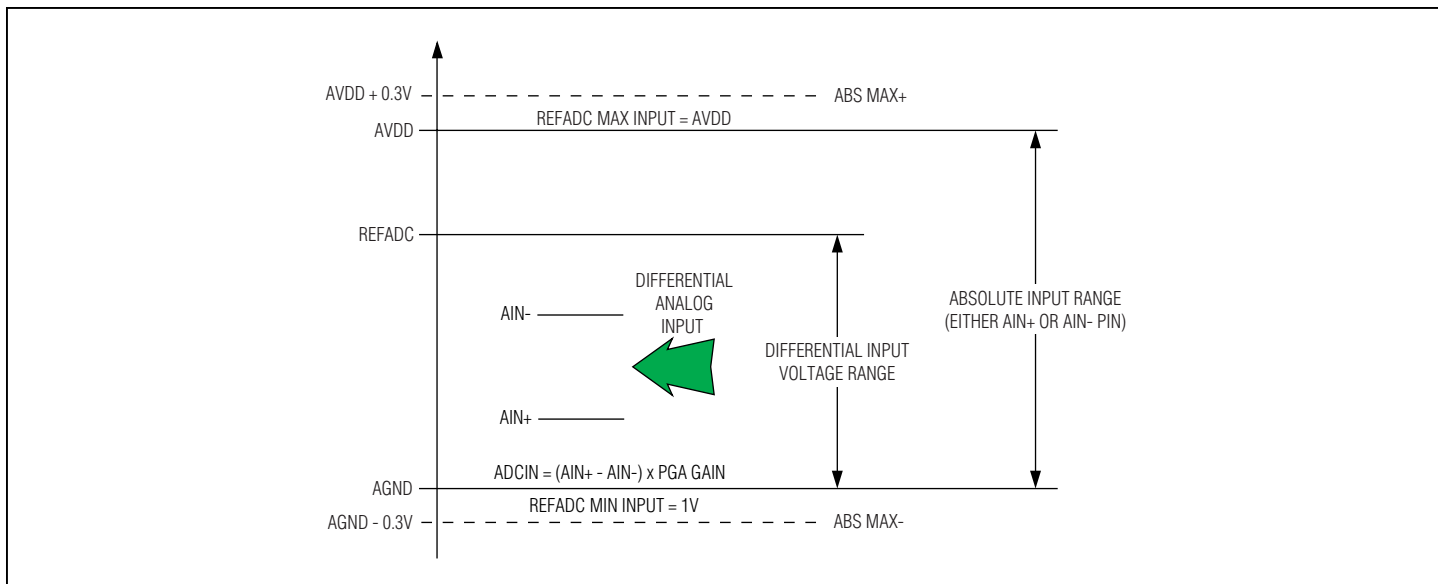 AVDD + 0.3V
ABS MAX+
REFADC MAX INPUT = AVDD
AVDD
REFADC
DIFFERENTIAL
ANALOG
INPUT
AIN-
ABSOLUTE INPUT RANGE
(EITHER AIN+ OR AIN- PIN)
DIFFERENTIAL INPUT
VOLTAGE RANGE
AIN+
ADCIN = (AIN+ - AIN-) x PGA GAIN
AGND
REFADC MIN INPUT = 1V
AGND - 0.3V
ABS MAX-